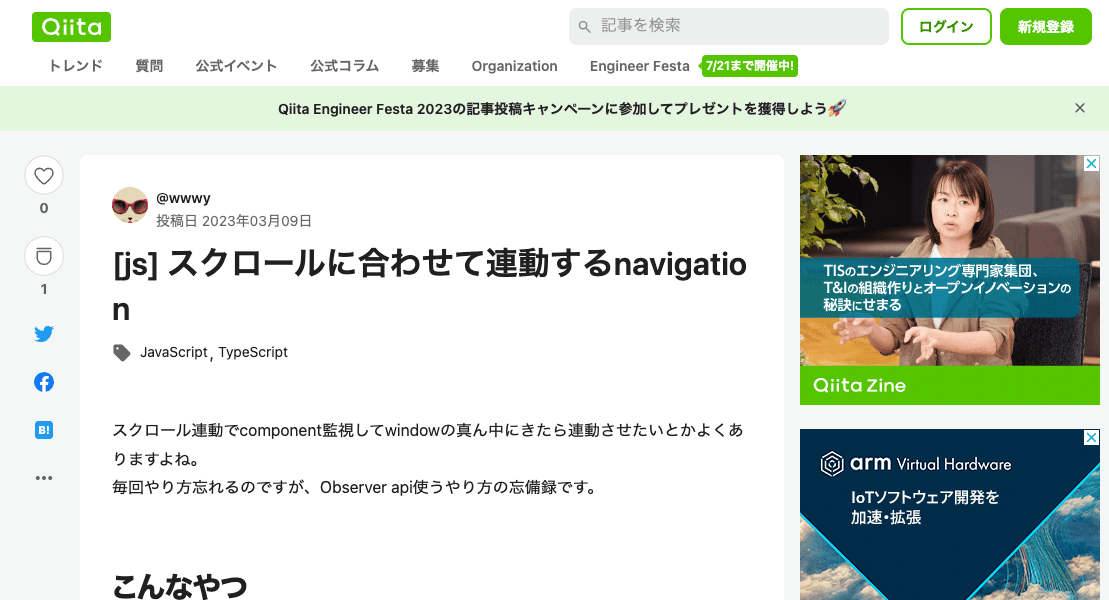 Qiita
記事を検索
ログイン
新規登録
トレンド 質問 公式イベント 公式コラム 募集 Organization Engineer Festa 7/21まで開催中!
Qiita Engineer Festa 2023の記事投稿キャンペーンに参加してプレゼントを獲得しよう🚀
0
1
B!
@wwwy
投稿日 2023年03月09日
[js] スクロールに合わせて連動するnavigatio
n
JavaScript, TypeScript
スクロール連動でcomponent監視してwindowの真ん中にきたら連動させたいとかよくあ
りますよね。
毎回やり方忘れるのですが、Observer api使うやり方の忘備録です。
こんなやつ
TISのエンジニアリング専門家集団、
T&Iの組織作りとオープンイノベーションの
秘訣にせまる
Qiita Zine
arm Virtual Hardware
IoTソフトウェア開発を
加速・拡張